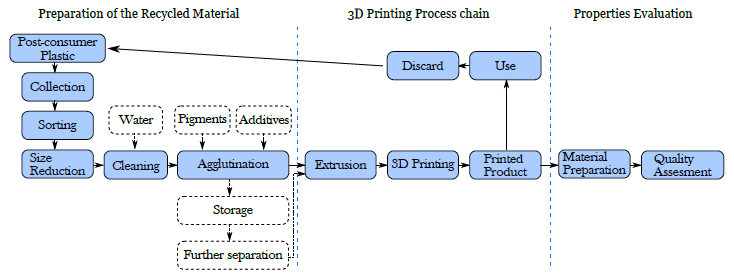 Preparation of the Recycled Material
3D Printing Process chain
Properties Evaluation
Post-consumer
Plastic
Discard
Use
Collection
Sorting
Water
Pigments
Additives
Size
Reduction
Cleaning
Agglutination
Extrusion
3D Printing
Printed
Product
Material
Preparation
Quality
Assesment
Storage
Further separation